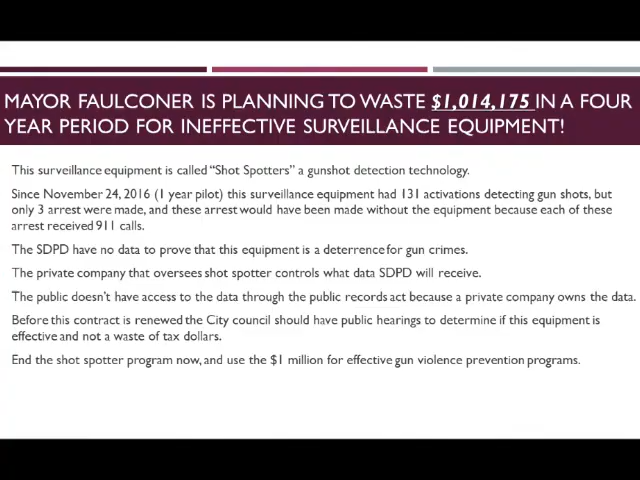 MAYOR FAULCONER IS PLANNING TO WASTE $1,014,175 IN A FOUR
YEAR PERIOD FOR INEFFECTIVE SURVEILLANCE EQUIPMENT!
This surveillance equipment is called “Shot Spotters” a gunshot detection technology.
Since November 24, 2016 (1 year pilot) this surveillance equipment had 131 activations detecting gun shots, but
only 3 arrest were made, and these arrest would have been made without the equipment because each of these
arrest received 911 calls.
The SDPD have no data to prove that this equipment is a deterrence for gun crimes.
The private company that oversees shot spotter controls what data SDPD will receive.
The public doesn’t have access to the data through the public records act because a private company owns the data.
Before this contract is renewed the City council should have public hearings to determine if this equipment is
effective and not a waste of tax dollars.
End the shot spotter program now, and use the $1 million for effective gun violence prevention programs.